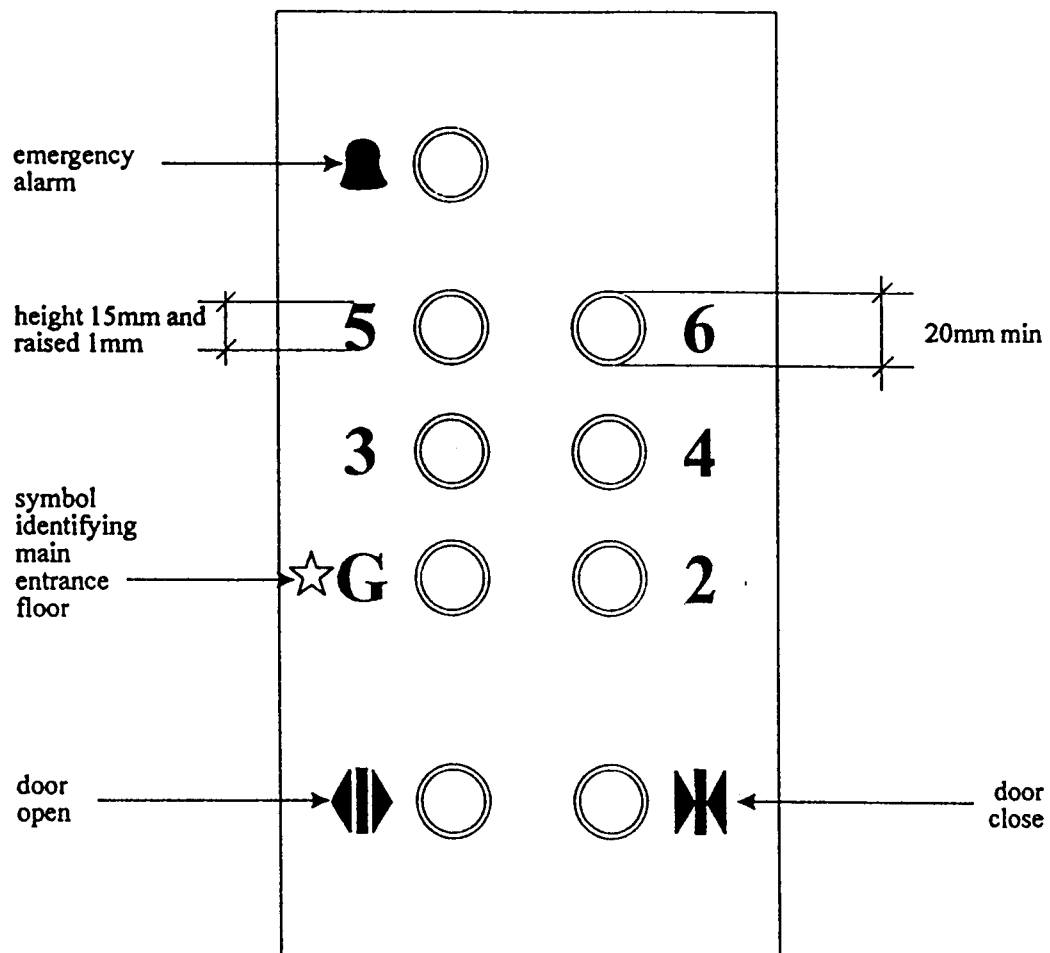 emergency
alarm
height 15mm and
raised 1mm
5
6
20mm min
3
4
symbol
identifying
main
entrance
floor
G
2
door
open
door
close